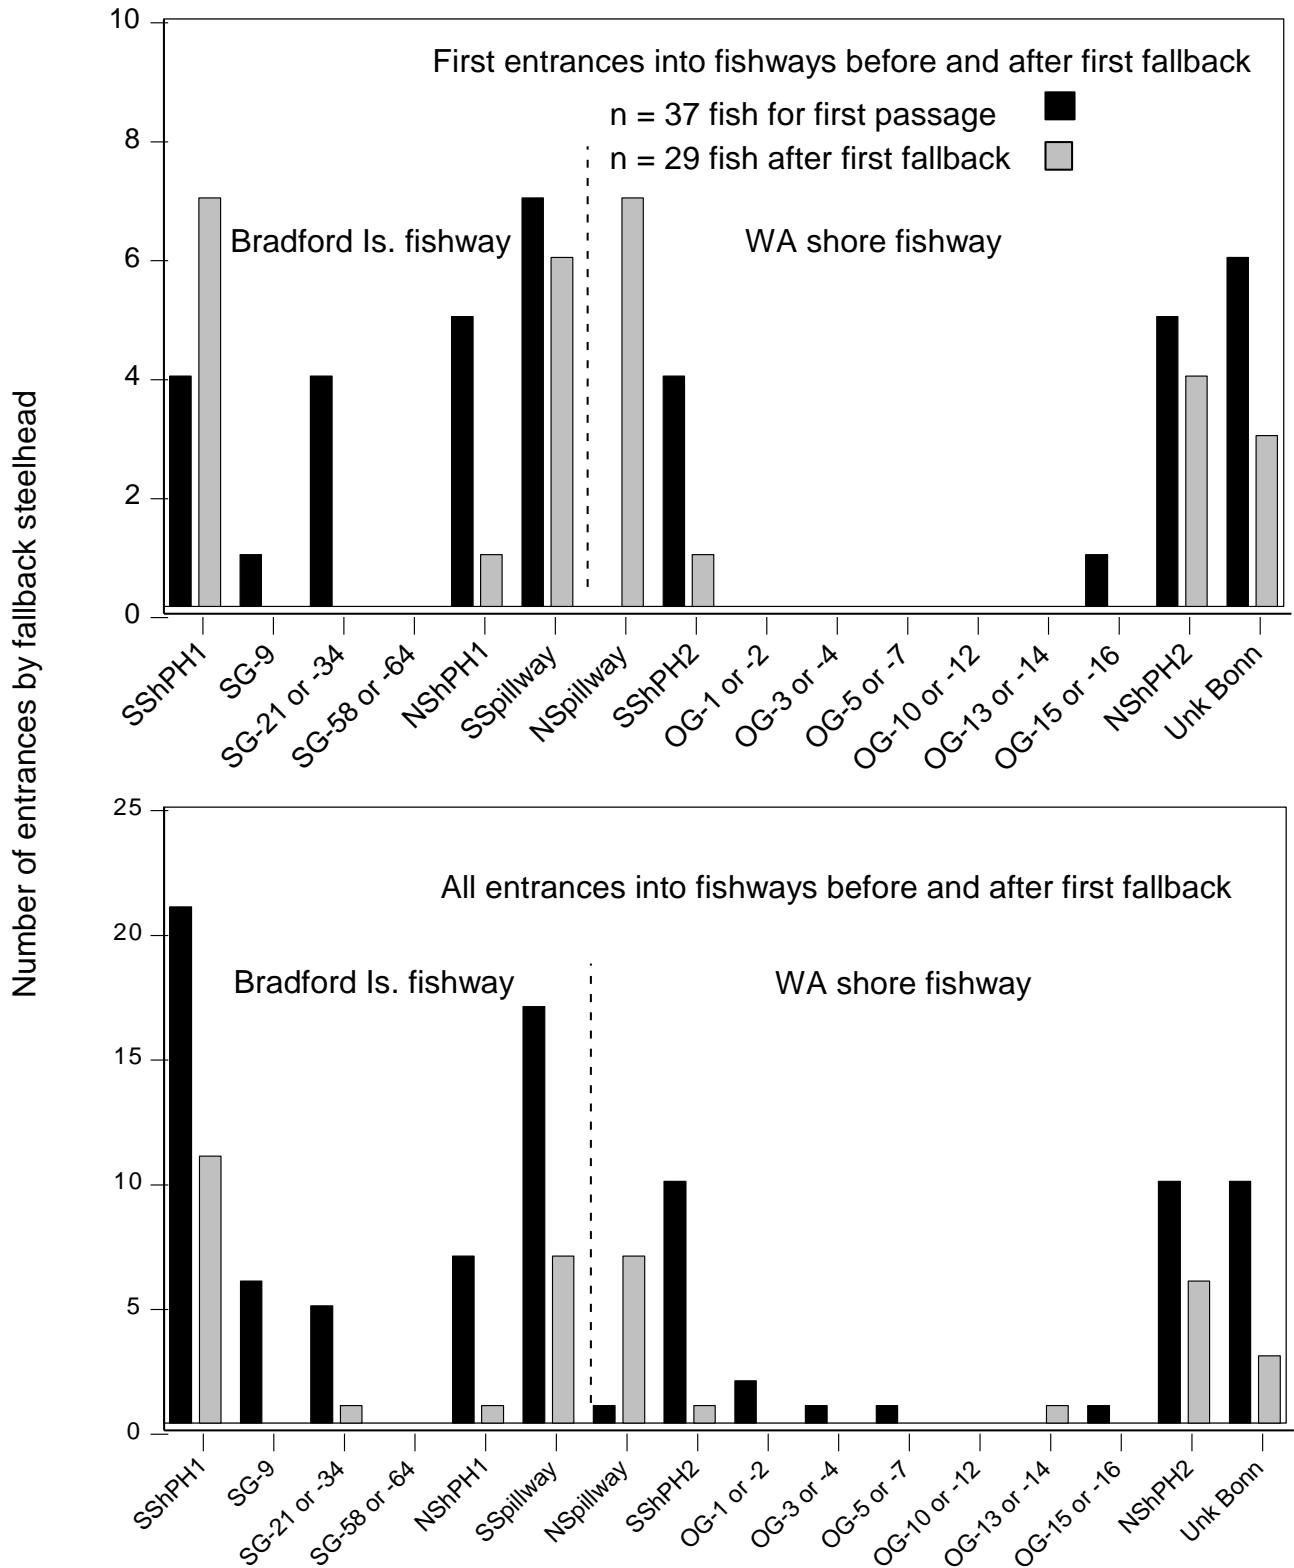 Number of entrances by fallback steelhead
10
8
6
4
2
0
First entrances into fishways before and after first fallback
n = 37 fish for first passage
n = 29 fish after first fallback
Bradford Is. fishway
WA shore fishway
SShPH1
SG-9
SG-21 or -34
SG-58 or -64
NShPH1
SSpillway
NSpillway
SShPH2
OG-1 or -2
OG-3 or -4
OG-5 or -7
OG-10 or -12
OG-13 or -14
OG-15 or -16
NShPH2
Unk Bonn
25
20
15
10
5
0
All entrances into fishways before and after first fallback
Bradford Is. fishway
WA shore fishway
SShPH1
SG-9
SG-21 or -34
SG-58 or -64
NShPH1
SSpillway
NSpillway
SShPH2
OG-1 or -2
OG-3 or -4
OG-5 or -7
OG-10 or -12
OG-13 or -14
OG-15 or -16
NShPH2
Unk Bonn